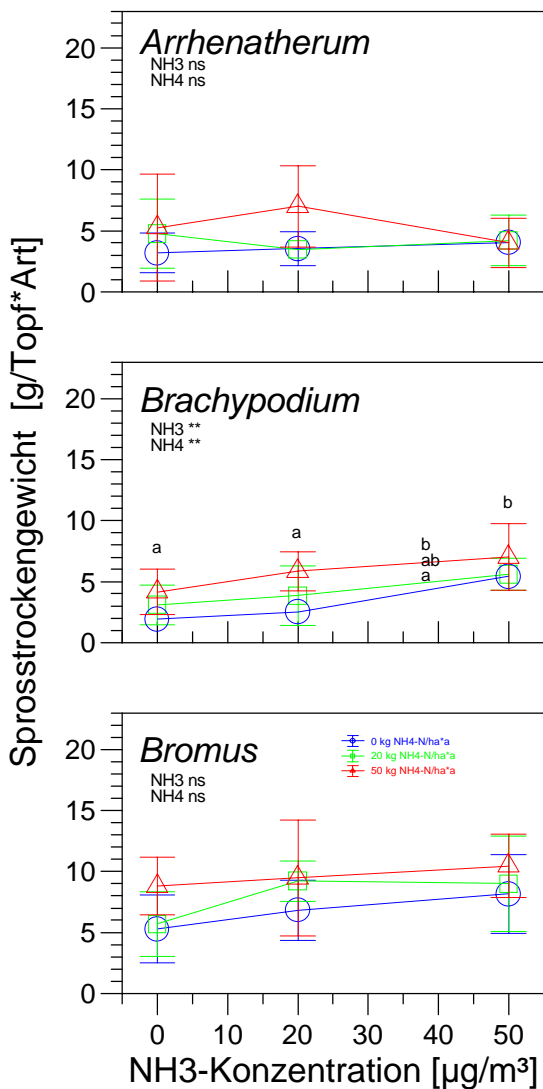 Sprosstrockengewicht [g/Topf*Art]
Arrhenatherum
NH3 ns
NH4 ns
20
15
10
5
0
Brachypodium
NH3 **
NH4 **
20
15
10
5
0
a
a
b
ab
a
b
Bromus
NH3 ns
NH4 ns
0 kg NH4-N/ha*a
20 kg NH4-N/ha*a
50 kg NH4-N/ha*a
20
15
10
5
0
0 10 20 30 40 50
NH3-Konzentration [µg/m³]